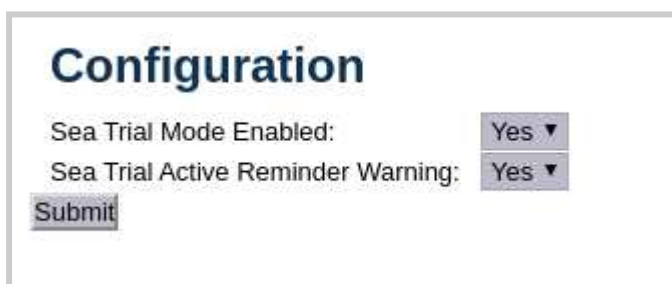 Configuration
Sea Trial Mode Enabled: Yes
Sea Trial Active Reminder Warning: Yes
Submit